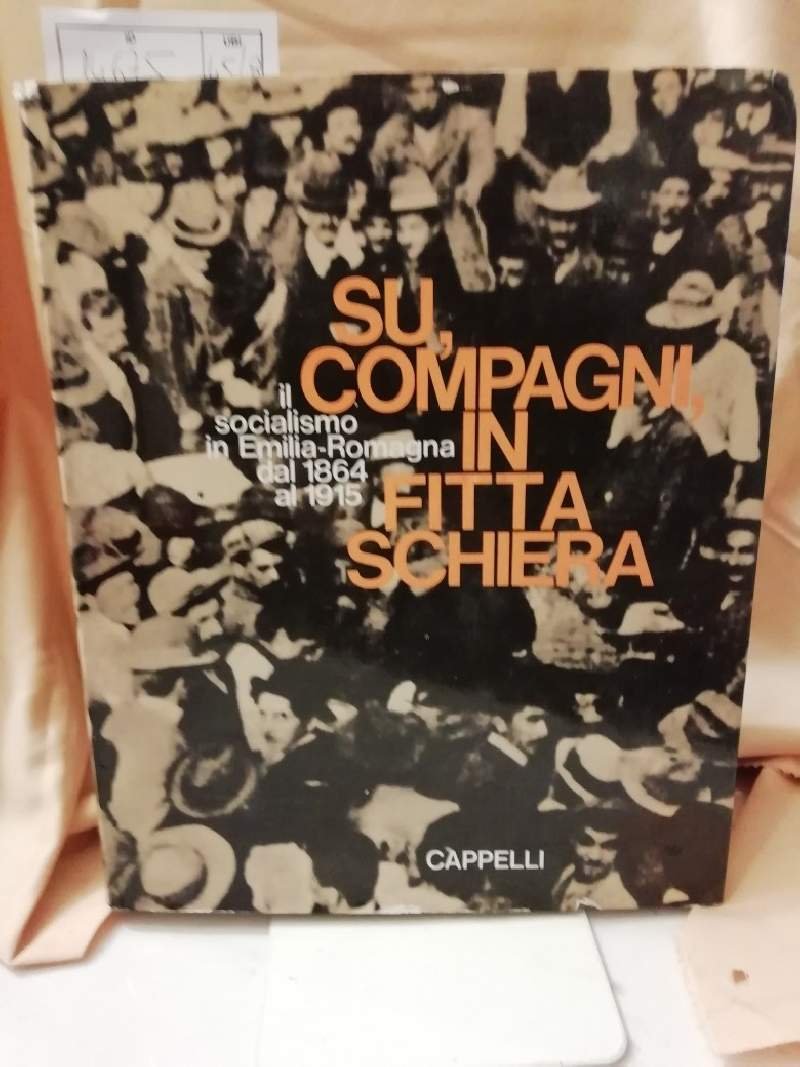 SU,
COMPAGNI,
IN
FITTA
SCHIERA
il
socialismo
in Emilia-Romagna
dal 1864
al 1915
CAPPELLI